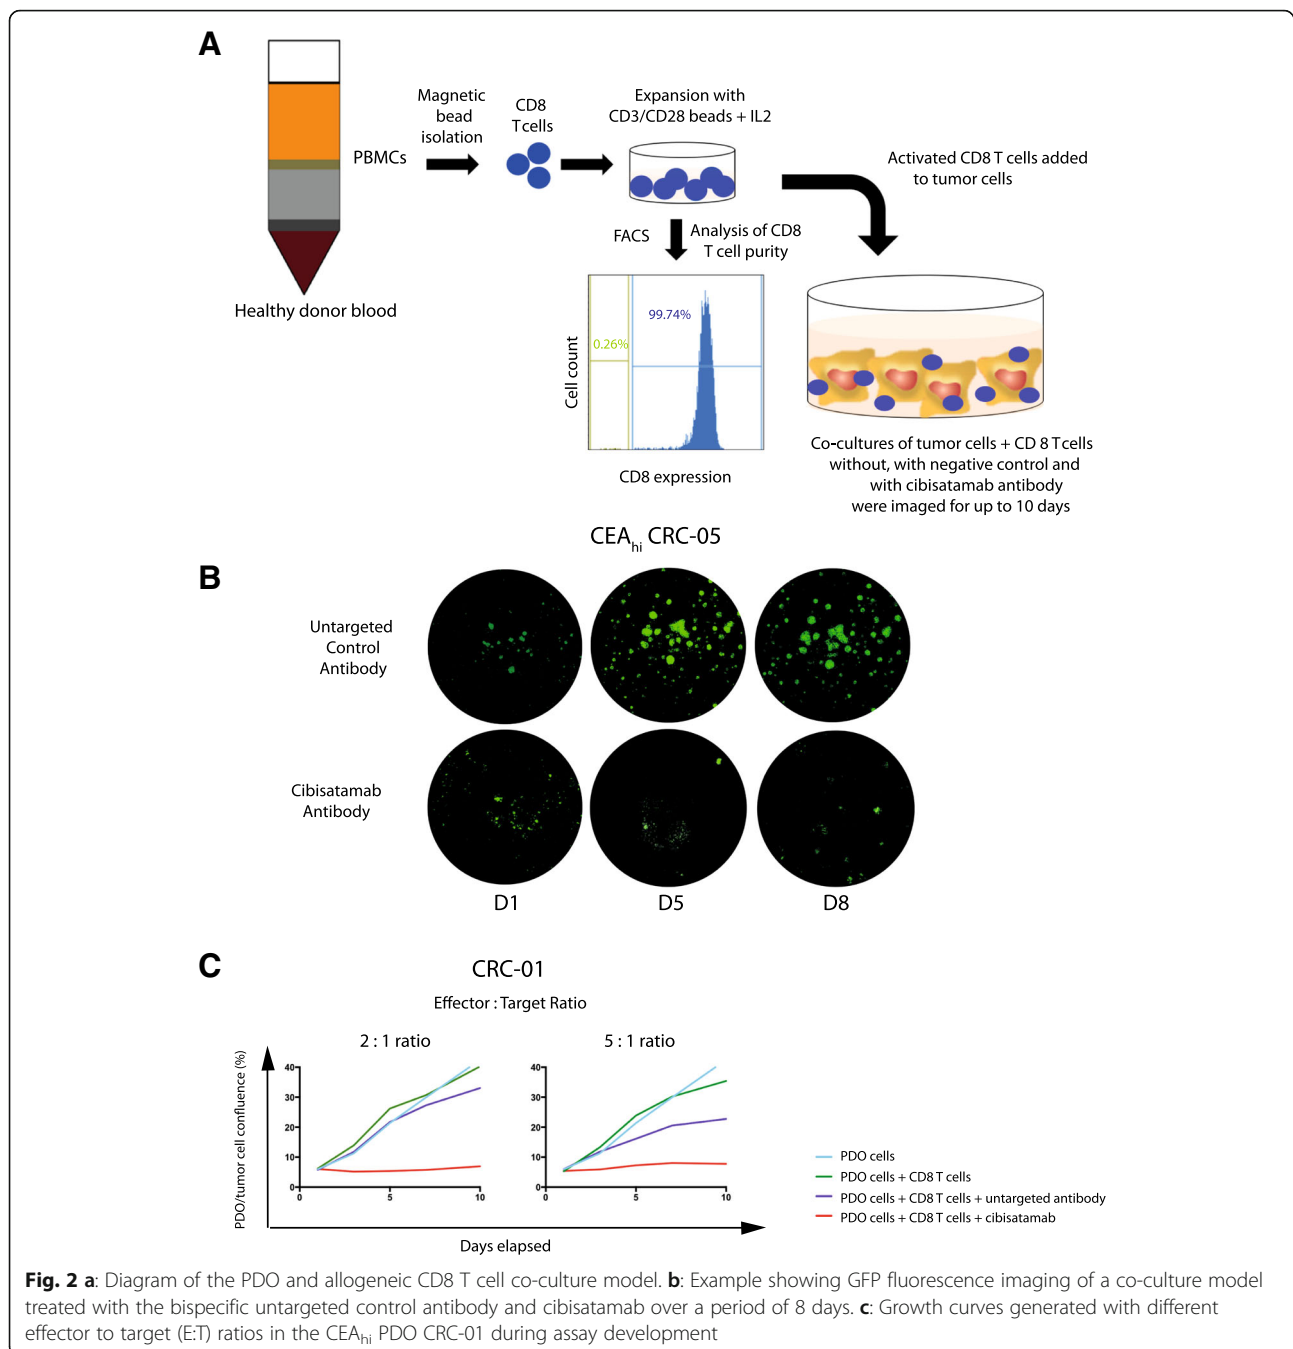 A
Magnetic
bead
isolation
CD8
T cells
Expansion with
CD3/CD28 beads + IL2
PBMCs
Activated CD8 T cells added
to tumor cells
FACS
Analysis of CD8
T cell purity
Healthy donor blood
99.74%
0.26%
Cell count
CD8 expression
Co-cultures of tumor cells + CD 8 T cells
without, with negative control and
with cibisatamab antibody
were imaged for up to 10 days
CEAhi CRC-05
B
Untargeted
Control
Antibody
Cibisatamab
Antibody
D1 D5 D8
C
CRC-01
Effector : Target Ratio
2 : 1 ratio 5 : 1 ratio
PDO/tumor cell confluence (%)
40 40
30 30
20 20
10 10
0 0
0 5 10 0 5 10
Days elapsed
PDO cells
PDO cells + CD8 T cells
PDO cells + CD8 T cells + untargeted antibody
PDO cells + CD8 T cells + cibisatamab
Fig. 2 a: Diagram of the PDO and allogeneic CD8 T cell co-culture model. b: Example showing GFP fluorescence imaging of a co-culture model
treated with the bispecific untargeted control antibody and cibisatamab over a period of 8 days. c: Growth curves generated with different
effector to target (E:T) ratios in the CEAhi PDO CRC-01 during assay development